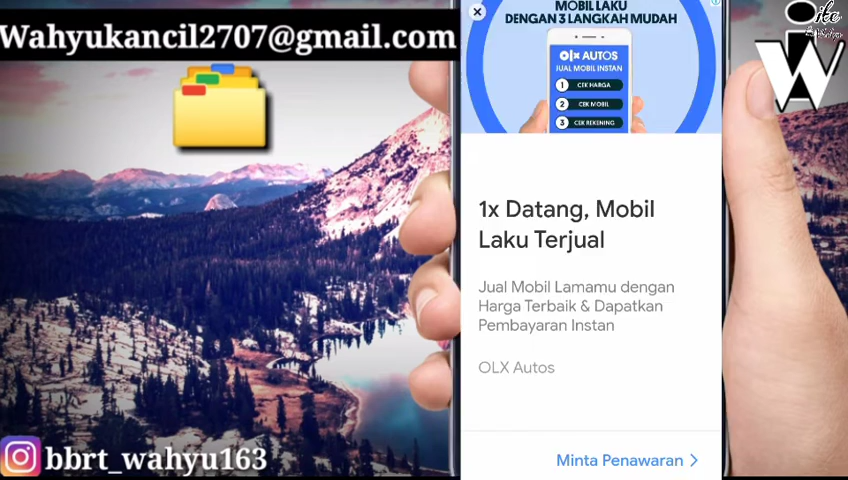 Wahyukancil2707@gmail.com
MOBIL LAKU
DENGAN 3 LANGKAH MUDAH
OLX AUTOS
JUAL MOBIL INSTAN
1 CEK HARGA
2 CEK MOBIL
3 CEK REKENING
1x Datang, Mobil
Laku Terjual
Jual Mobil Lamamu dengan
Harga Terbaik & Dapatkan
Pembayaran Instan
OLX Autos
Minta Penawaran
bbrt_wahyu163